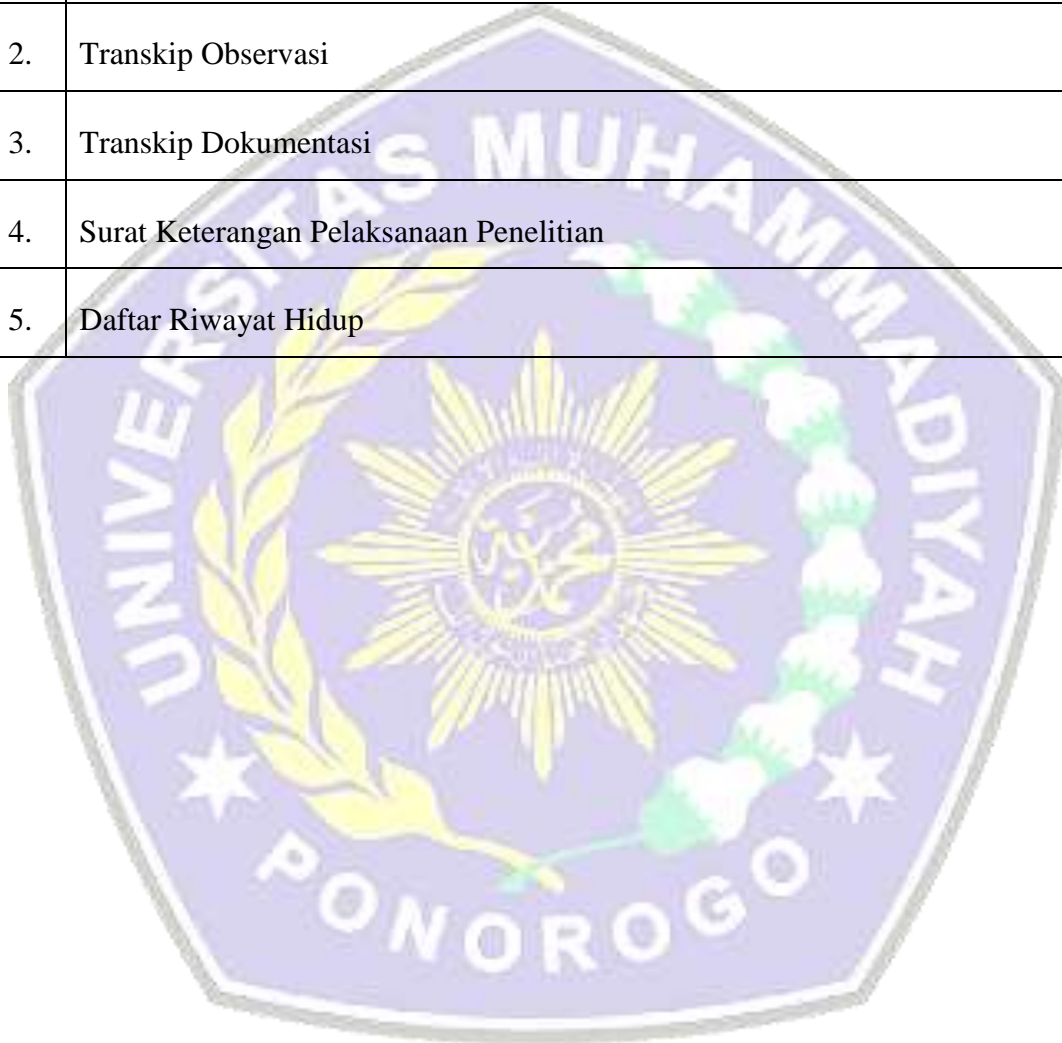 2. Transkip Observasi
3. Transkip Dokumentasi
4. Surat Keterangan Pelaksanaan Penelitian
5. Daftar Riwayat Hidup
UNIVERSITAS MUHAMMADIYAH
PONOROGO